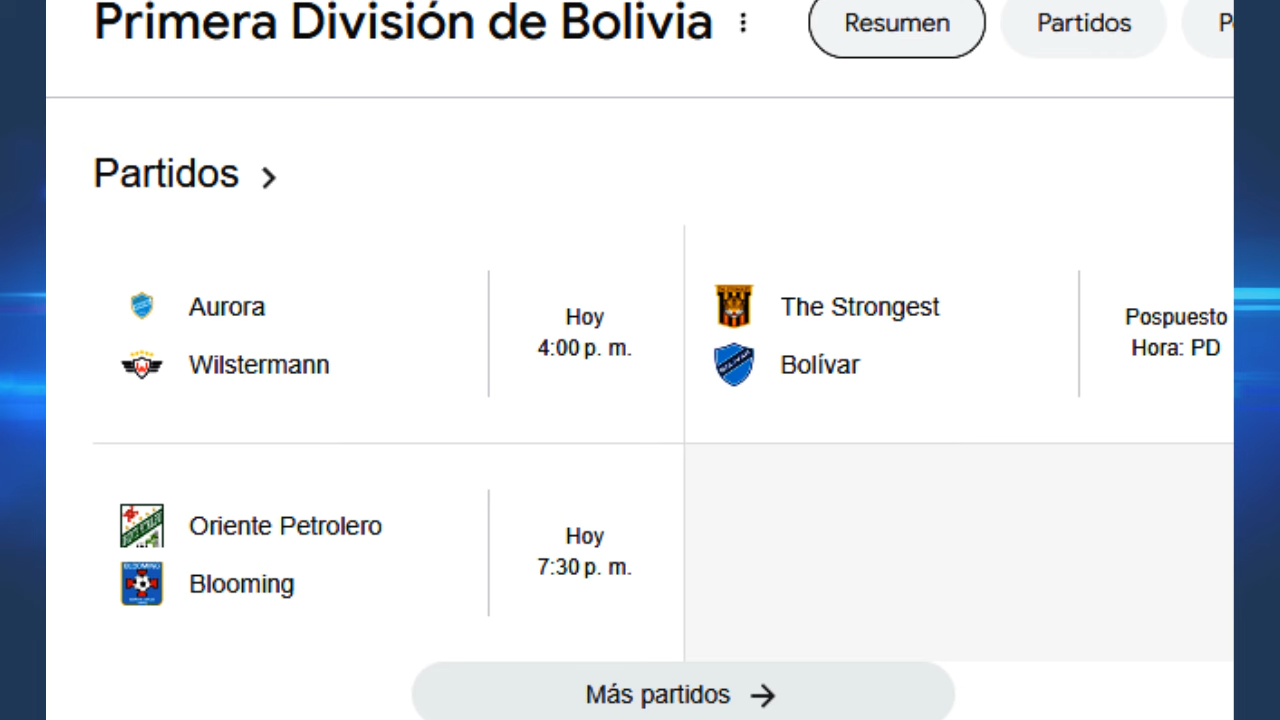 Primera División de Bolivia
Resumen
Partidos
Partidos
Aurora
Wilstermann
Hoy
4:00 p. m.
The Strongest
Bolívar
Pospuesto
Hora: PD
Oriente Petrolero
Blooming
Hoy
7:30 p. m.
Más partidos